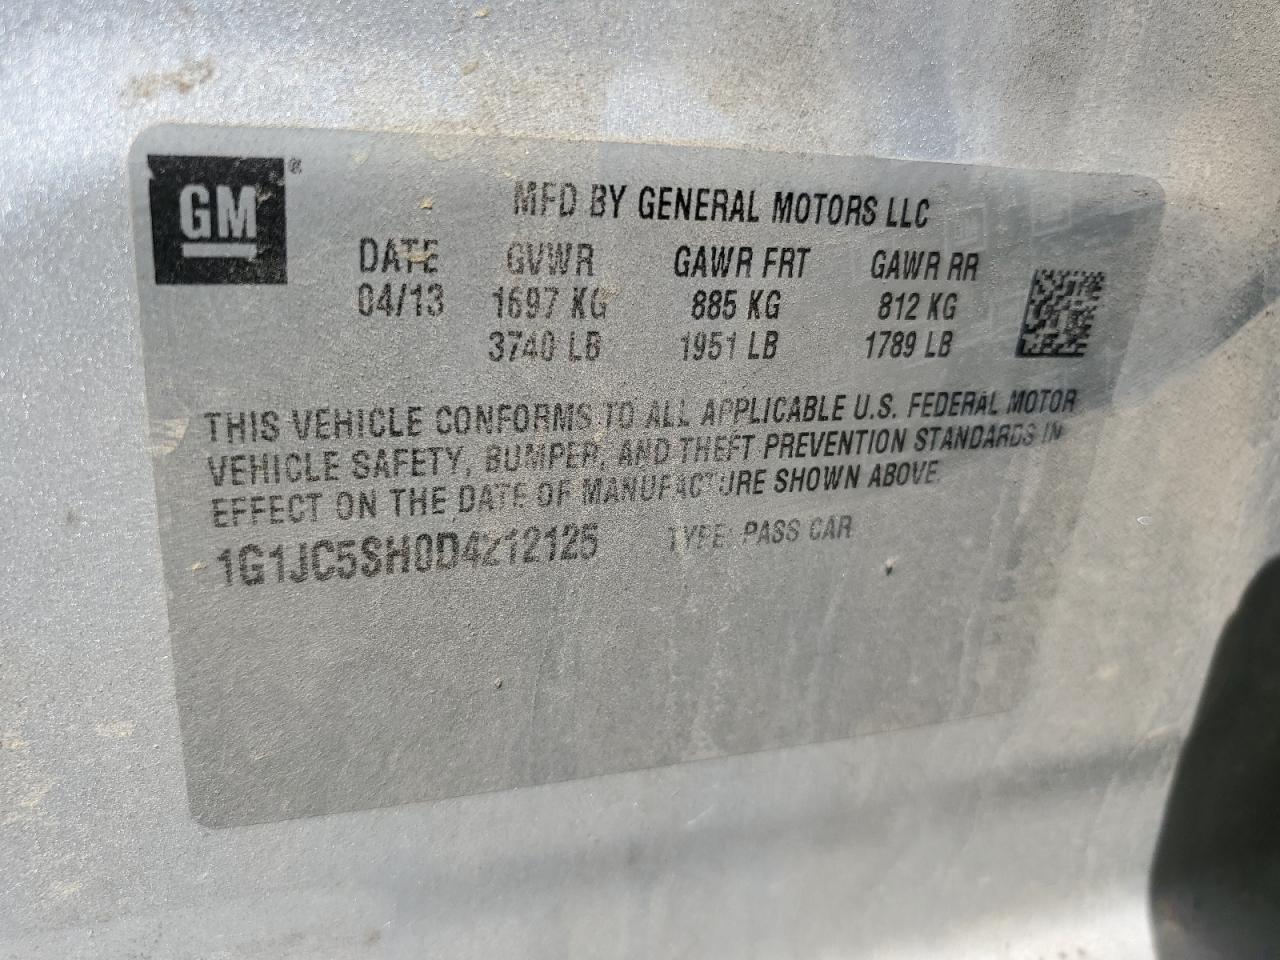 GM®
MFD BY GENERAL MOTORS LLC
DATE GVWR GAWR FRT GAWR RR
04/13 1697 KG 885 KG 812 KG
3740 LB 1951 LB 1789 LB
THIS VEHICLE CONFORMS TO ALL APPLICABLE U.S. FEDERAL MOTOR
VEHICLE SAFETY, BUMPER, AND THEFT PREVENTION STANDARDS IN
EFFECT ON THE DATE OF MANUFACTURE SHOWN ABOVE.
1G1JC5SH0D4212125 TYPE: PASS CAR